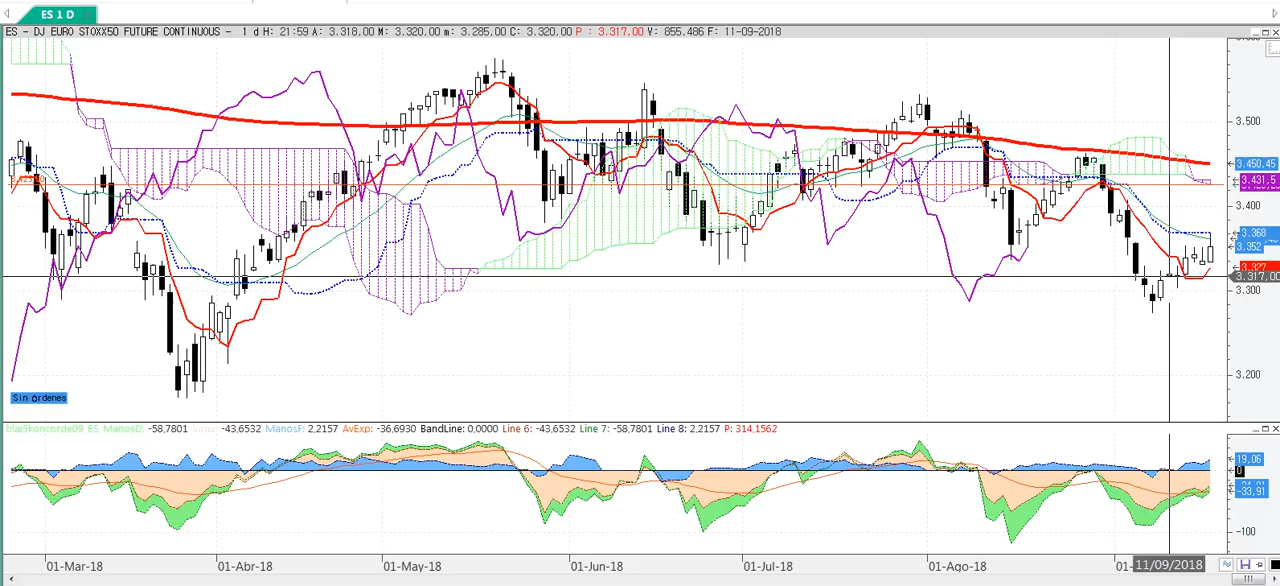 ES 1 D
ES - DJ EURO STOXX50 FUTURE CONTINUOUS - 1 d H: 21:59 A: 3.318.00 M: 3.320.00 m: 3.285.00 C: 3.320.00 P : 3.317,00 V: 855.486 F: 11-09-2018
3.500
3.450,45
3.431,5
3.400
3.368
3.352
3.327
3.317,00
3.300
3.200
Sin órdenes
blai5koncorde09 ES ManosD: -58,7801 -43,6532 ManosF: 2,2157 AvExp: -36,6930 BandLine: 0,0000 Line 6: -43,6532 Line 7: -58,7801 Line 8: 2,2157 P: 314,1562
19,06
0
-33,91
-100
01-Mar-18 01-Apr-18 01-May-18 01-Jun-18 01-Jul-18 01-Ago-18 11/09/2018